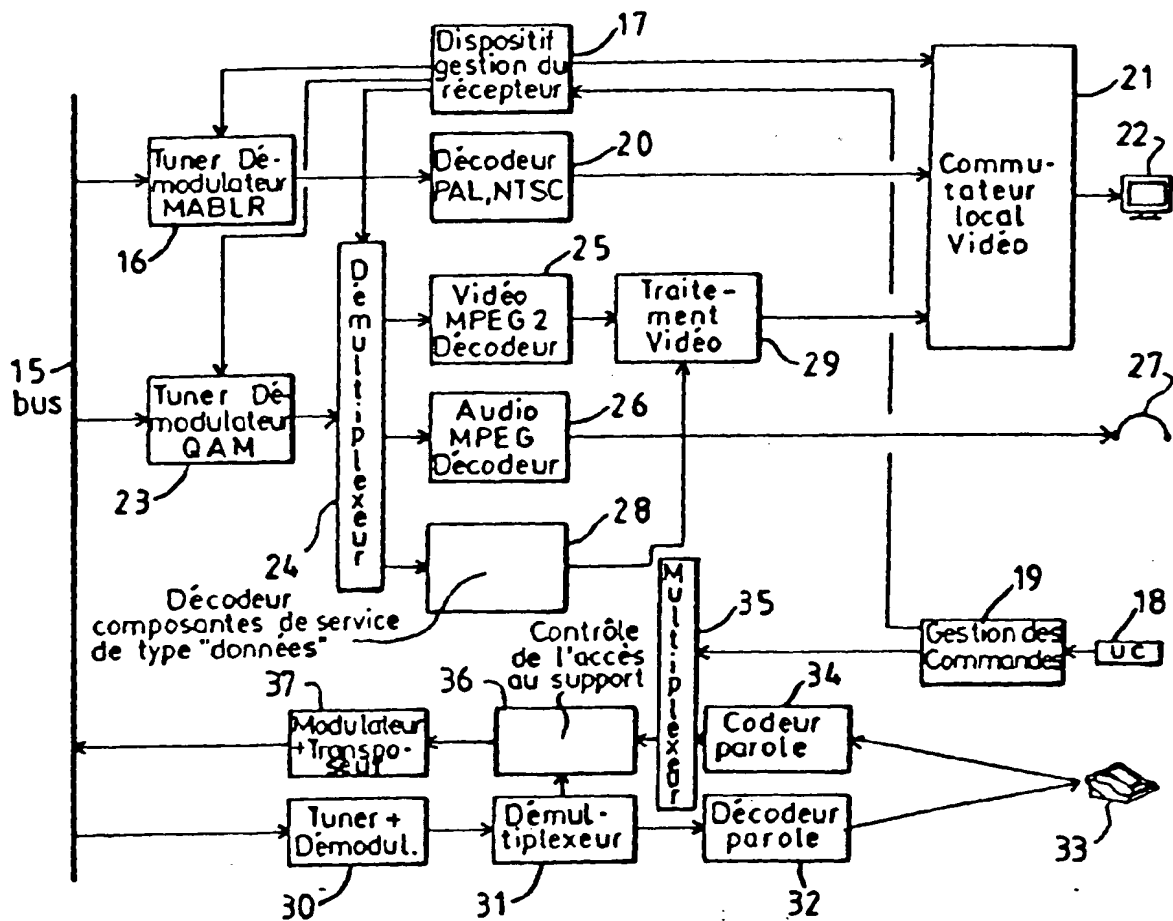 Dispositif
gestion du
récepteur
17
21
Tuner Dé-
modulateur
MABLR
16
Décodeur
PAL,NTSC
20
Commu-
tateur
local
Vidéo
22
Démultiplexeur
24
Vidéo
MPEG2
Décodeur
25
Traite-
ment
Vidéo
29
15
bus
Tuner Dé-
modulateur
QAM
23
Audio
MPEG
Décodeur
26
27
28
Décodeur
composantes de service
de type "données"
Multiplexeur
35
Contrôle
de l'accès
au support
36
19
Gestion des
Commandes
18
UC
37
Modulateur
+Transpo-
seur
34
Codeur
parole
33
Tuner +
Démodul.
30
Démul-
tiplexeur
31
Décodeur
parole
32